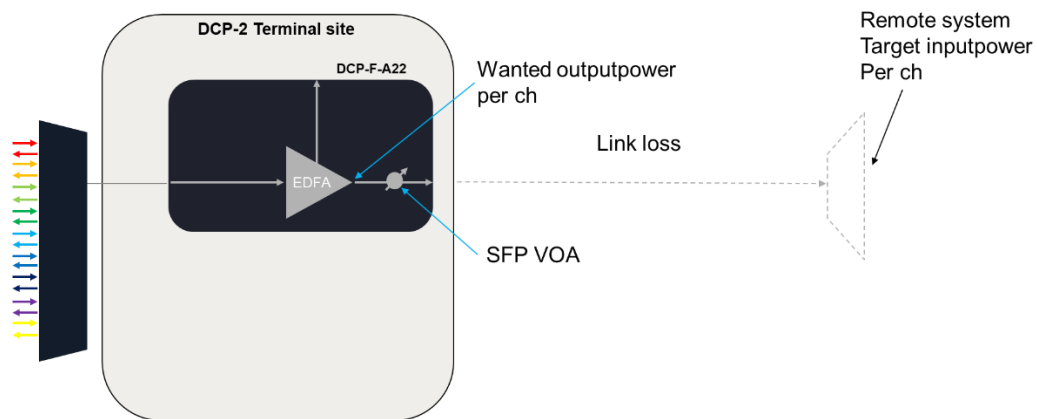 DCP-2 Terminal site
DCP-F-A22
EDFA
Wanted outputpower
per ch
SFP VOA
Link loss
Remote system
Target inputpower
Per ch